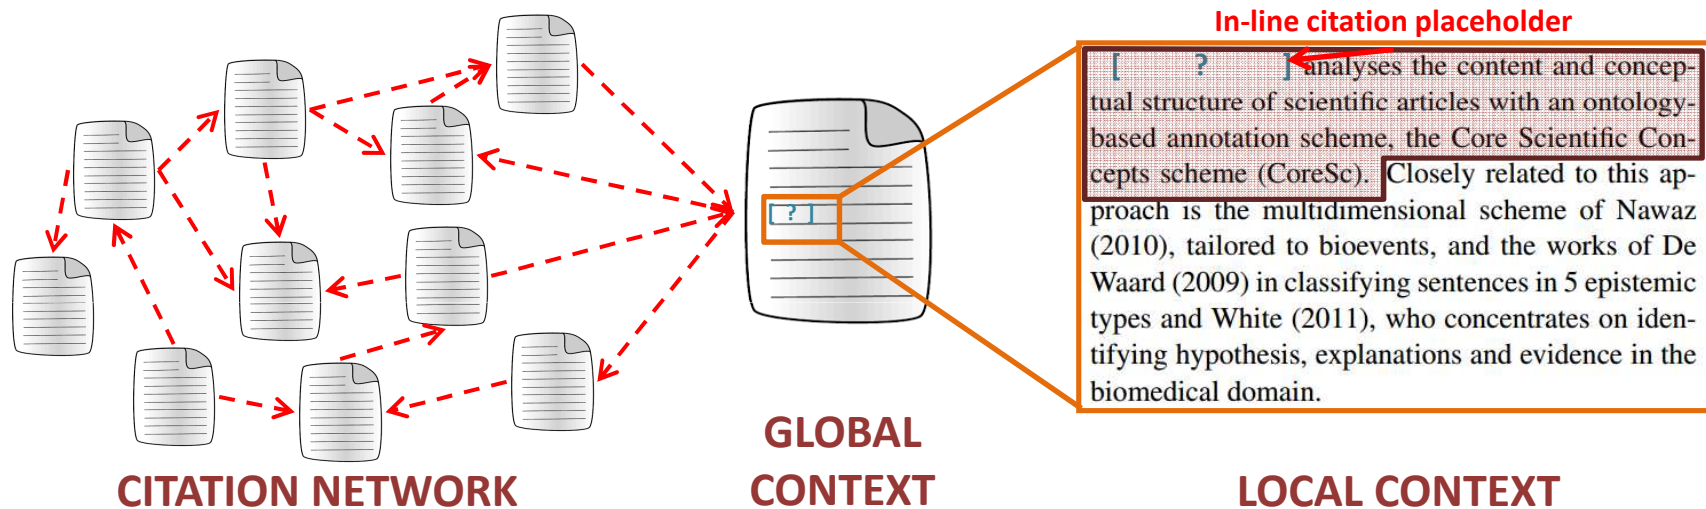 In-line citation placeholder
[ ? ] analyses the content and concep-
tual structure of scientific articles with an ontology-
based annotation scheme, the Core Scientific Con-
cepts scheme (CoreSc). Closely related to this ap-
proach is the multidimensional scheme of Nawaz
(2010), tailored to bioevents, and the works of De
Waard (2009) in classifying sentences in 5 epistemic
types and White (2011), who concentrates on iden-
tifying hypothesis, explanations and evidence in the
biomedical domain.
[ ? ]
CITATION NETWORK
GLOBAL
CONTEXT
LOCAL CONTEXT